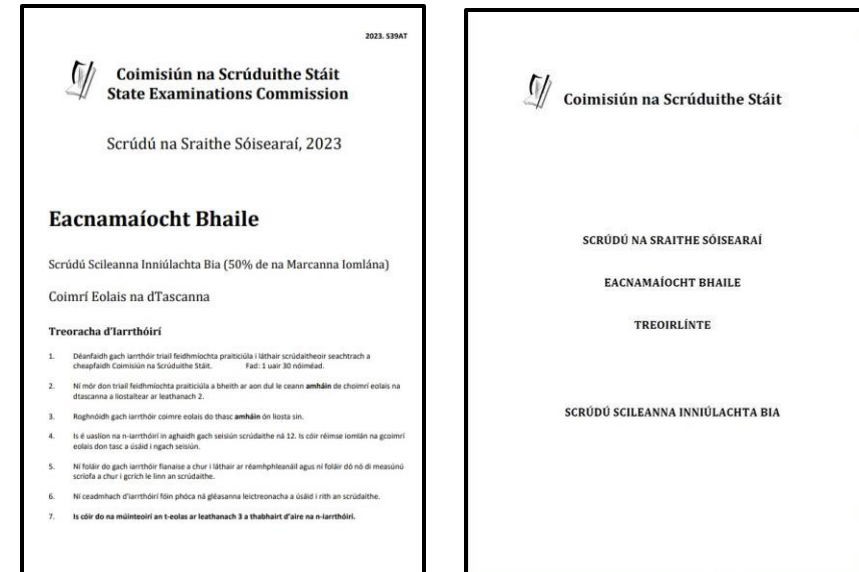 2023. S39AT
Coimisiún na Scrúduithe Stáit
State Examinations Commission
Scrúdú na Sraithe Sóisearaí, 2023
Eacnamaíocht Bhaile
Scrúdú Scileanna Inniúlachta Bia (50% de na Marcanna Iomlána)
Coimrí Eolais na dTascanna
Treoracha d'Iarrthóirí
1. Déanfaidh gach iarrthóir triail feidhmíochta praiticiúla i láthair scrúdaitheoir seachtrach a
cheapfaidh Coimisiún na Scrúduithe Stáit. Fad: 1 uair 30 nóiméad.
2. Ní mór don triail feidhmíochta praiticiúla a bheith ar aon dul le ceann amháin de choimrí eolais na
dtascanna a liostaítear ar leathanach 2.
3. Roghnóidh gach iarrthóir coimre eolais do thasc amháin ón liosta sin.
4. Is é uaslíon na n-iarrthóirí in aghaidh gach seisiún scrúdaithe ná 12. Is cóir réimse iomlán na gcoimrí
eolais don tasc a úsáid i ngach seisiún.
5. Ní foláir do gach iarrthóir fianaise a chur i láthair ar réamhphleanáil agus ní foláir dó nó di measúnú
scríofa a chur i gcrích le linn an scrúdaithe.
6. Ní ceadmhach d'iarrthóirí fóin phóca ná gléasanna leictreonacha a úsáid i rith an scrúdaithe.
7. Is cóir do na múinteoirí an t-eolas ar leathanach 3 a thabhairt d'aire na n-iarrthóirí.
Coimisiún na Scrúduithe Stáit
SCRÚDÚ NA SRAITHE SÓISEARAÍ
EACNAMAÍOCHT BHAILE
TREOIRLÍNTE
SCRÚDÚ SCILEANNA INNIÚLACHTA BIA